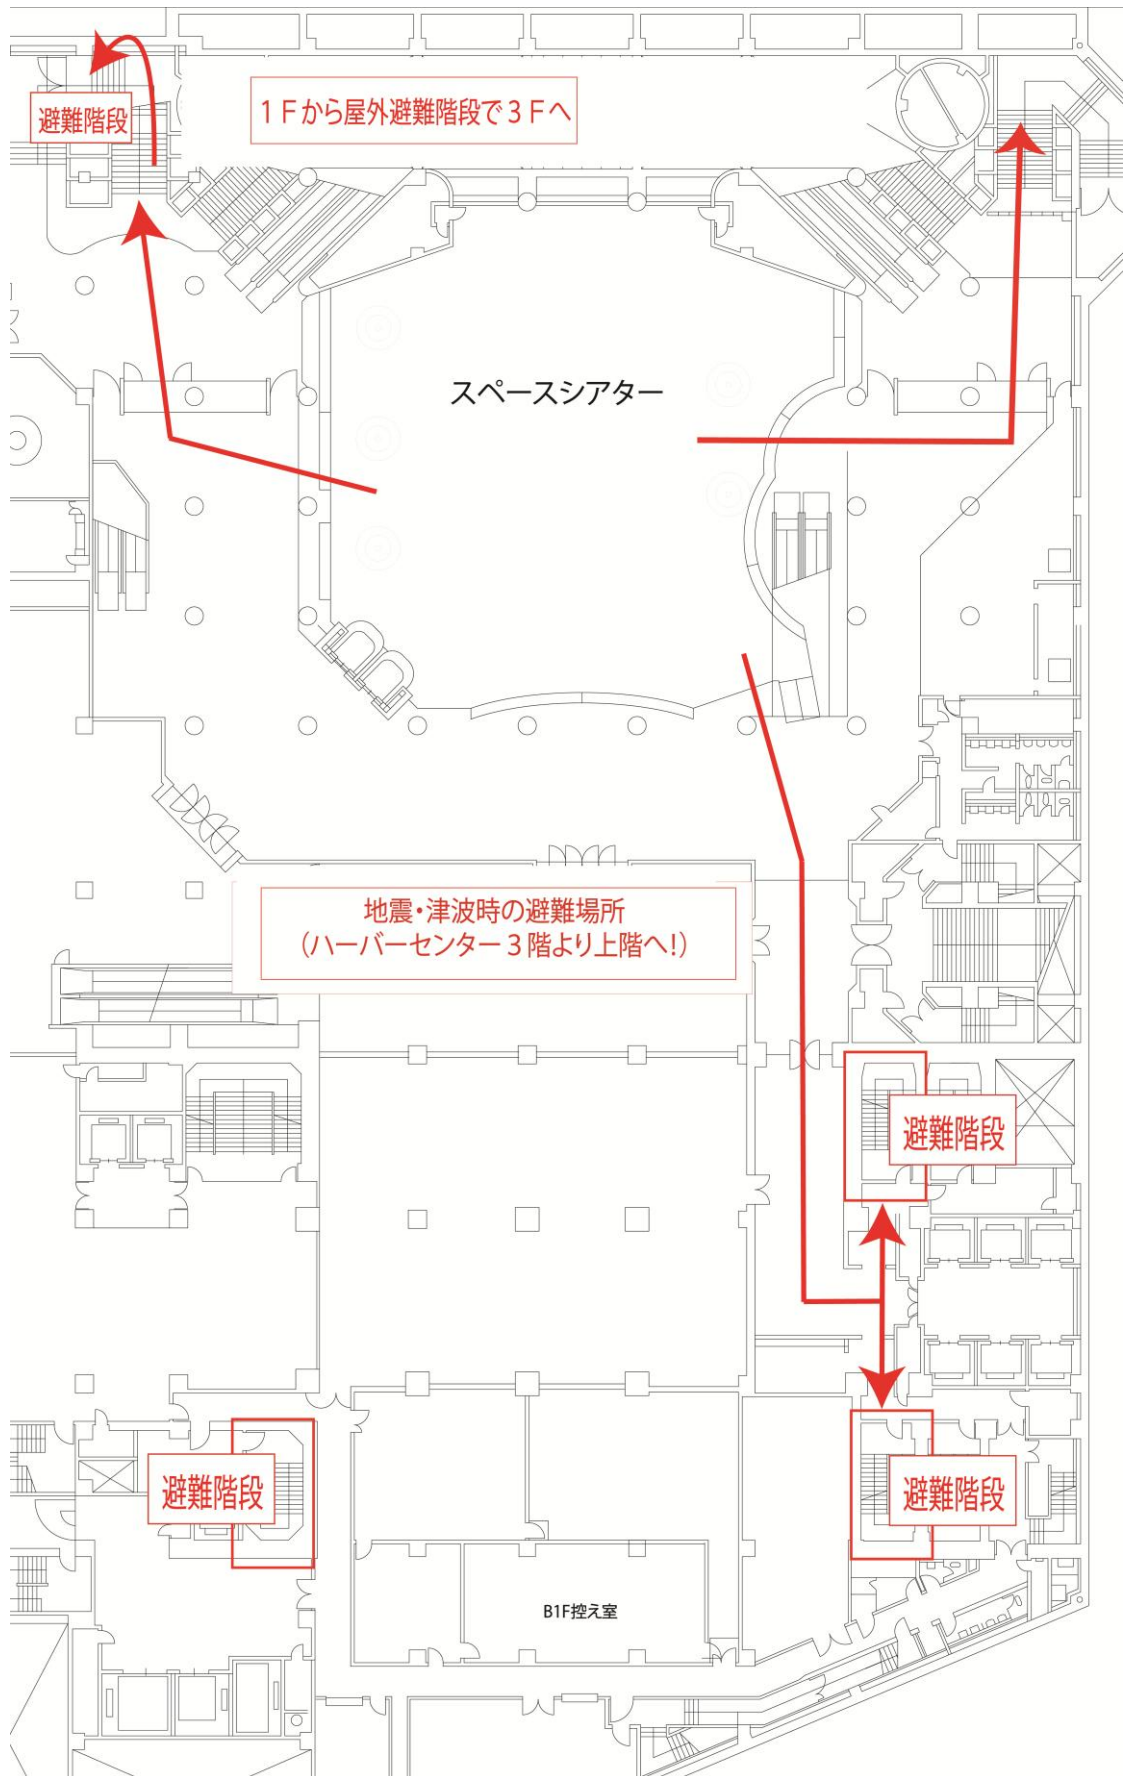 避難階段
1Fから屋外避難階段で3Fへ
スペースシアター
地震・津波時の避難場所
（ハーバーセンター3階より上階へ!）
避難階段
避難階段
避難階段
B1F控え室